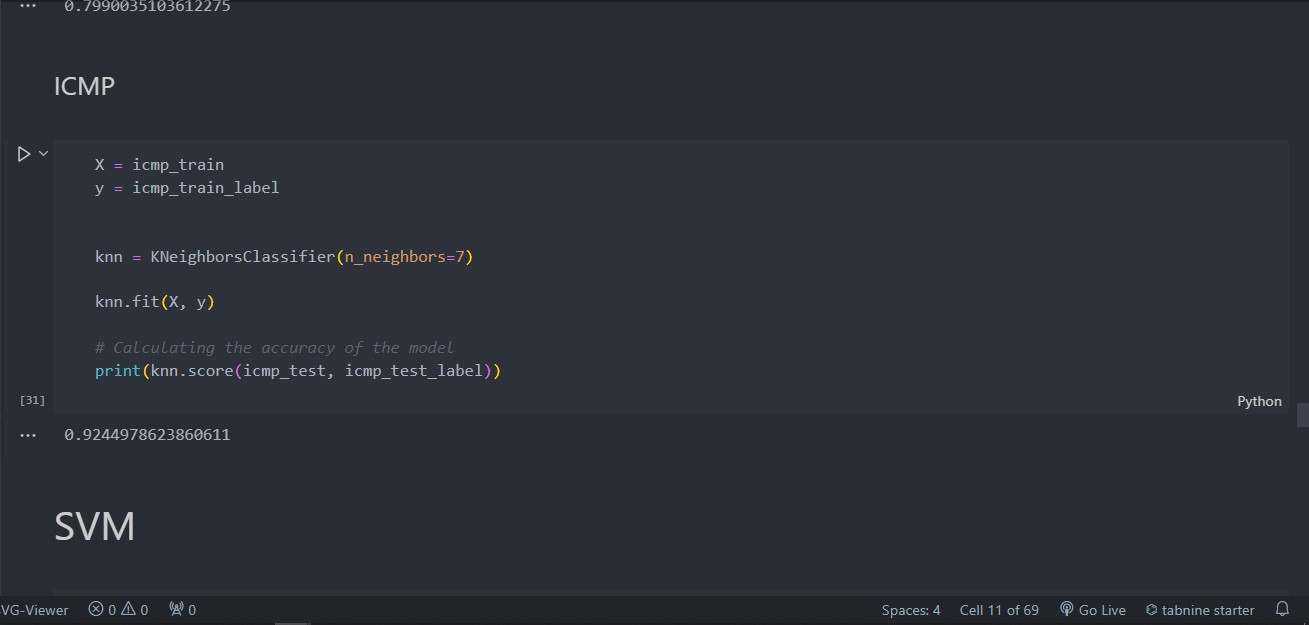 0.7990035103612275
ICMP
X = icmp_train
y = icmp_train_label
knn = KNeighborsClassifier(n_neighbors=7)
knn.fit(X, y)
# Calculating the accuracy of the model
print(knn.score(icmp_test, icmp_test_label))
[31]
Python
0.9244978623860611
SVM
VG-Viewer 0 0 0 Spaces: 4 Cell 11 of 69 Go Live tabnine starter